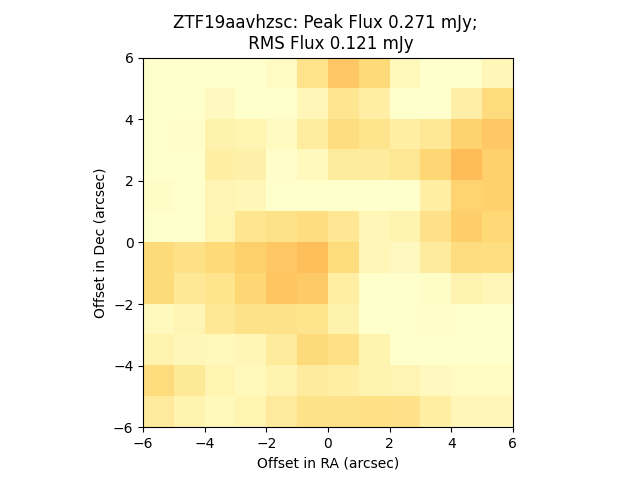 ZTF19aavhzsc: Peak Flux 0.271 mJy;
RMS Flux 0.121 mJy
6
4
2
0
−2
−4
−6
Offset in Dec (arcsec)
−6 −4 −2 0 2 4 6
Offset in RA (arcsec)